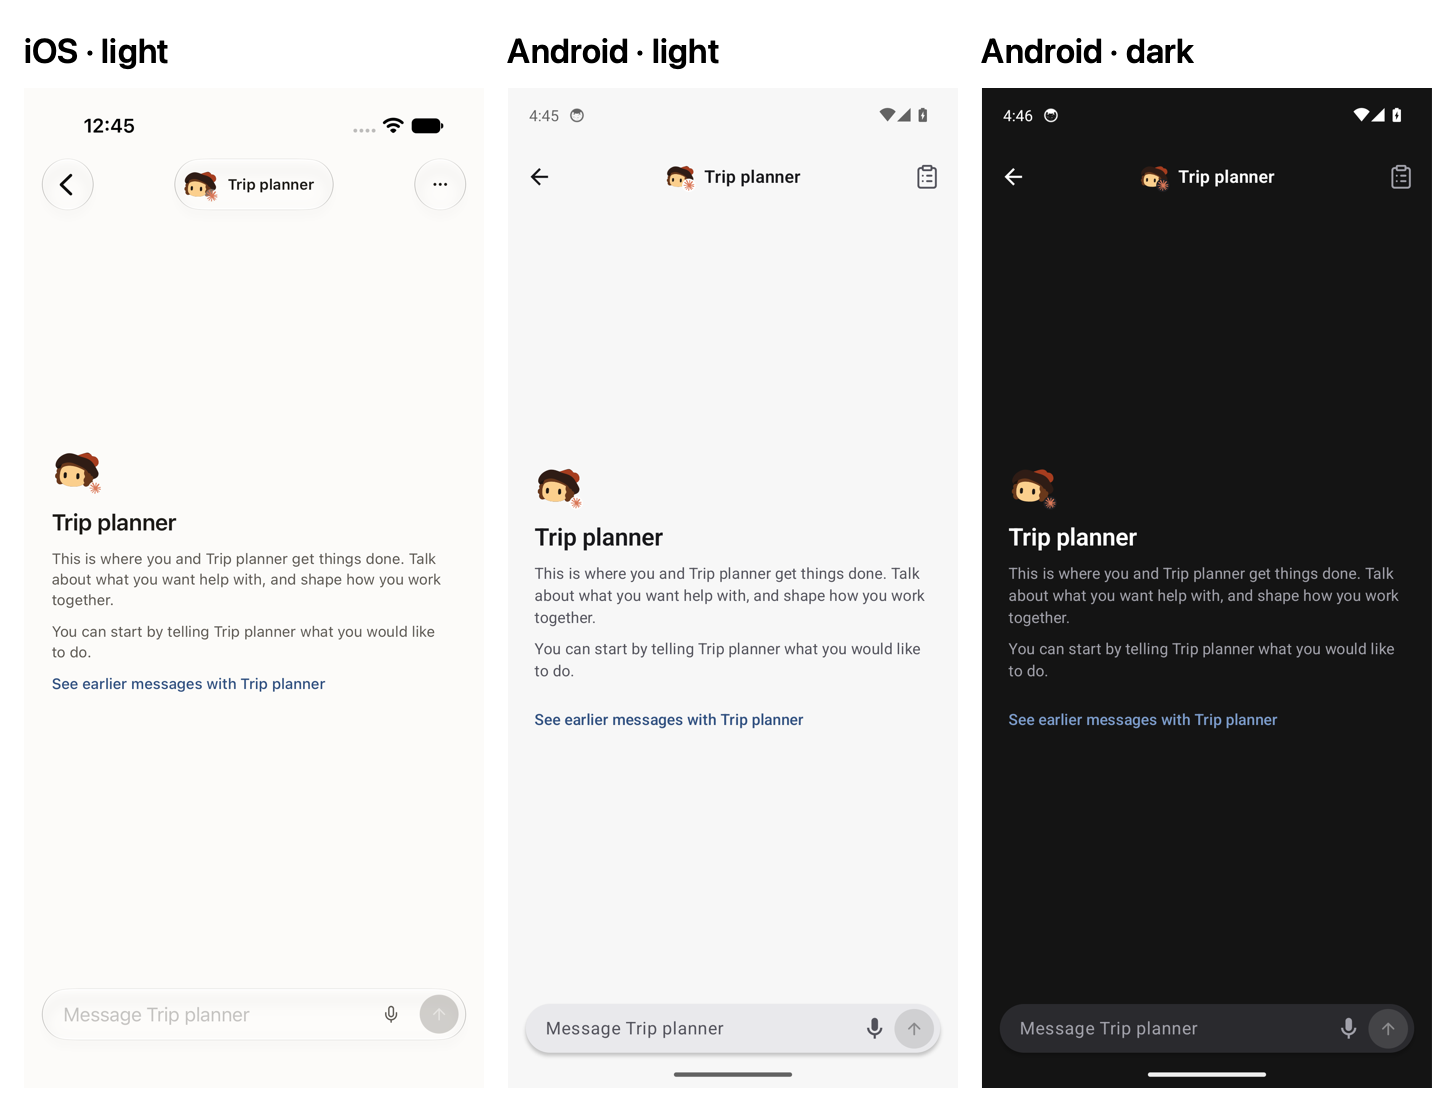 iOS · light
12:45
Trip planner
Trip planner
This is where you and Trip planner get things done. Talk
about what you want help with, and shape how you work
together.
You can start by telling Trip planner what you would like
to do.
See earlier messages with Trip planner
Message Trip planner
Android · light
4:45
Trip planner
Trip planner
This is where you and Trip planner get things done. Talk
about what you want help with, and shape how you work
together.
You can start by telling Trip planner what you would like
to do.
See earlier messages with Trip planner
Message Trip planner
Android · dark
4:46
Trip planner
Trip planner
This is where you and Trip planner get things done. Talk
about what you want help with, and shape how you work
together.
You can start by telling Trip planner what you would like
to do.
See earlier messages with Trip planner
Message Trip planner